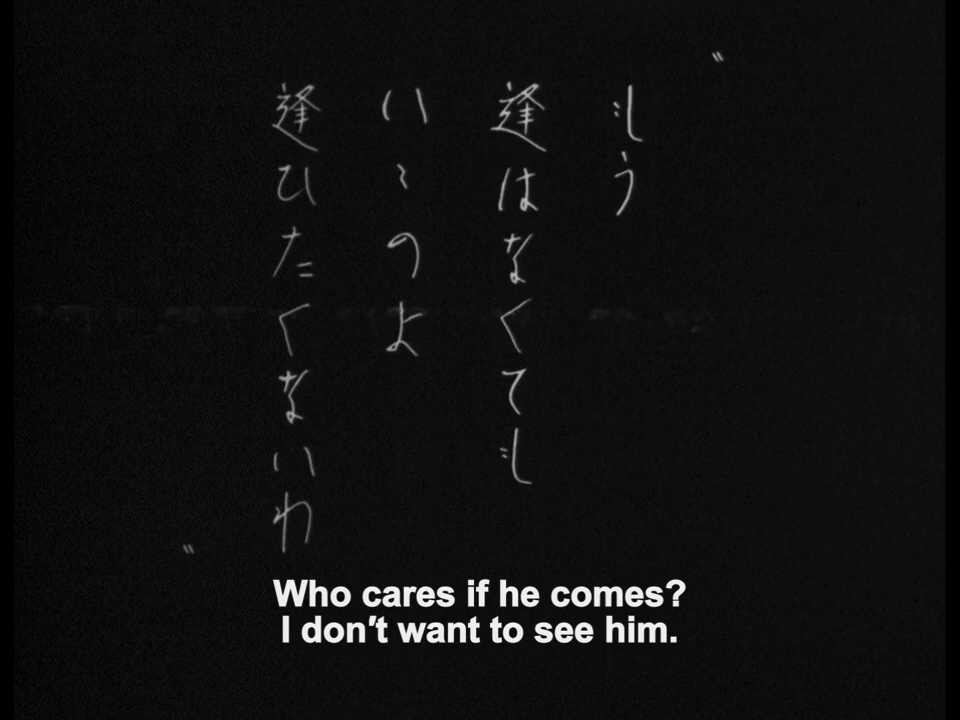 〝もう
逢はなくても
いゝのよ
逢ひたくないわ〟
Who cares if he comes?
I don't want to see him.